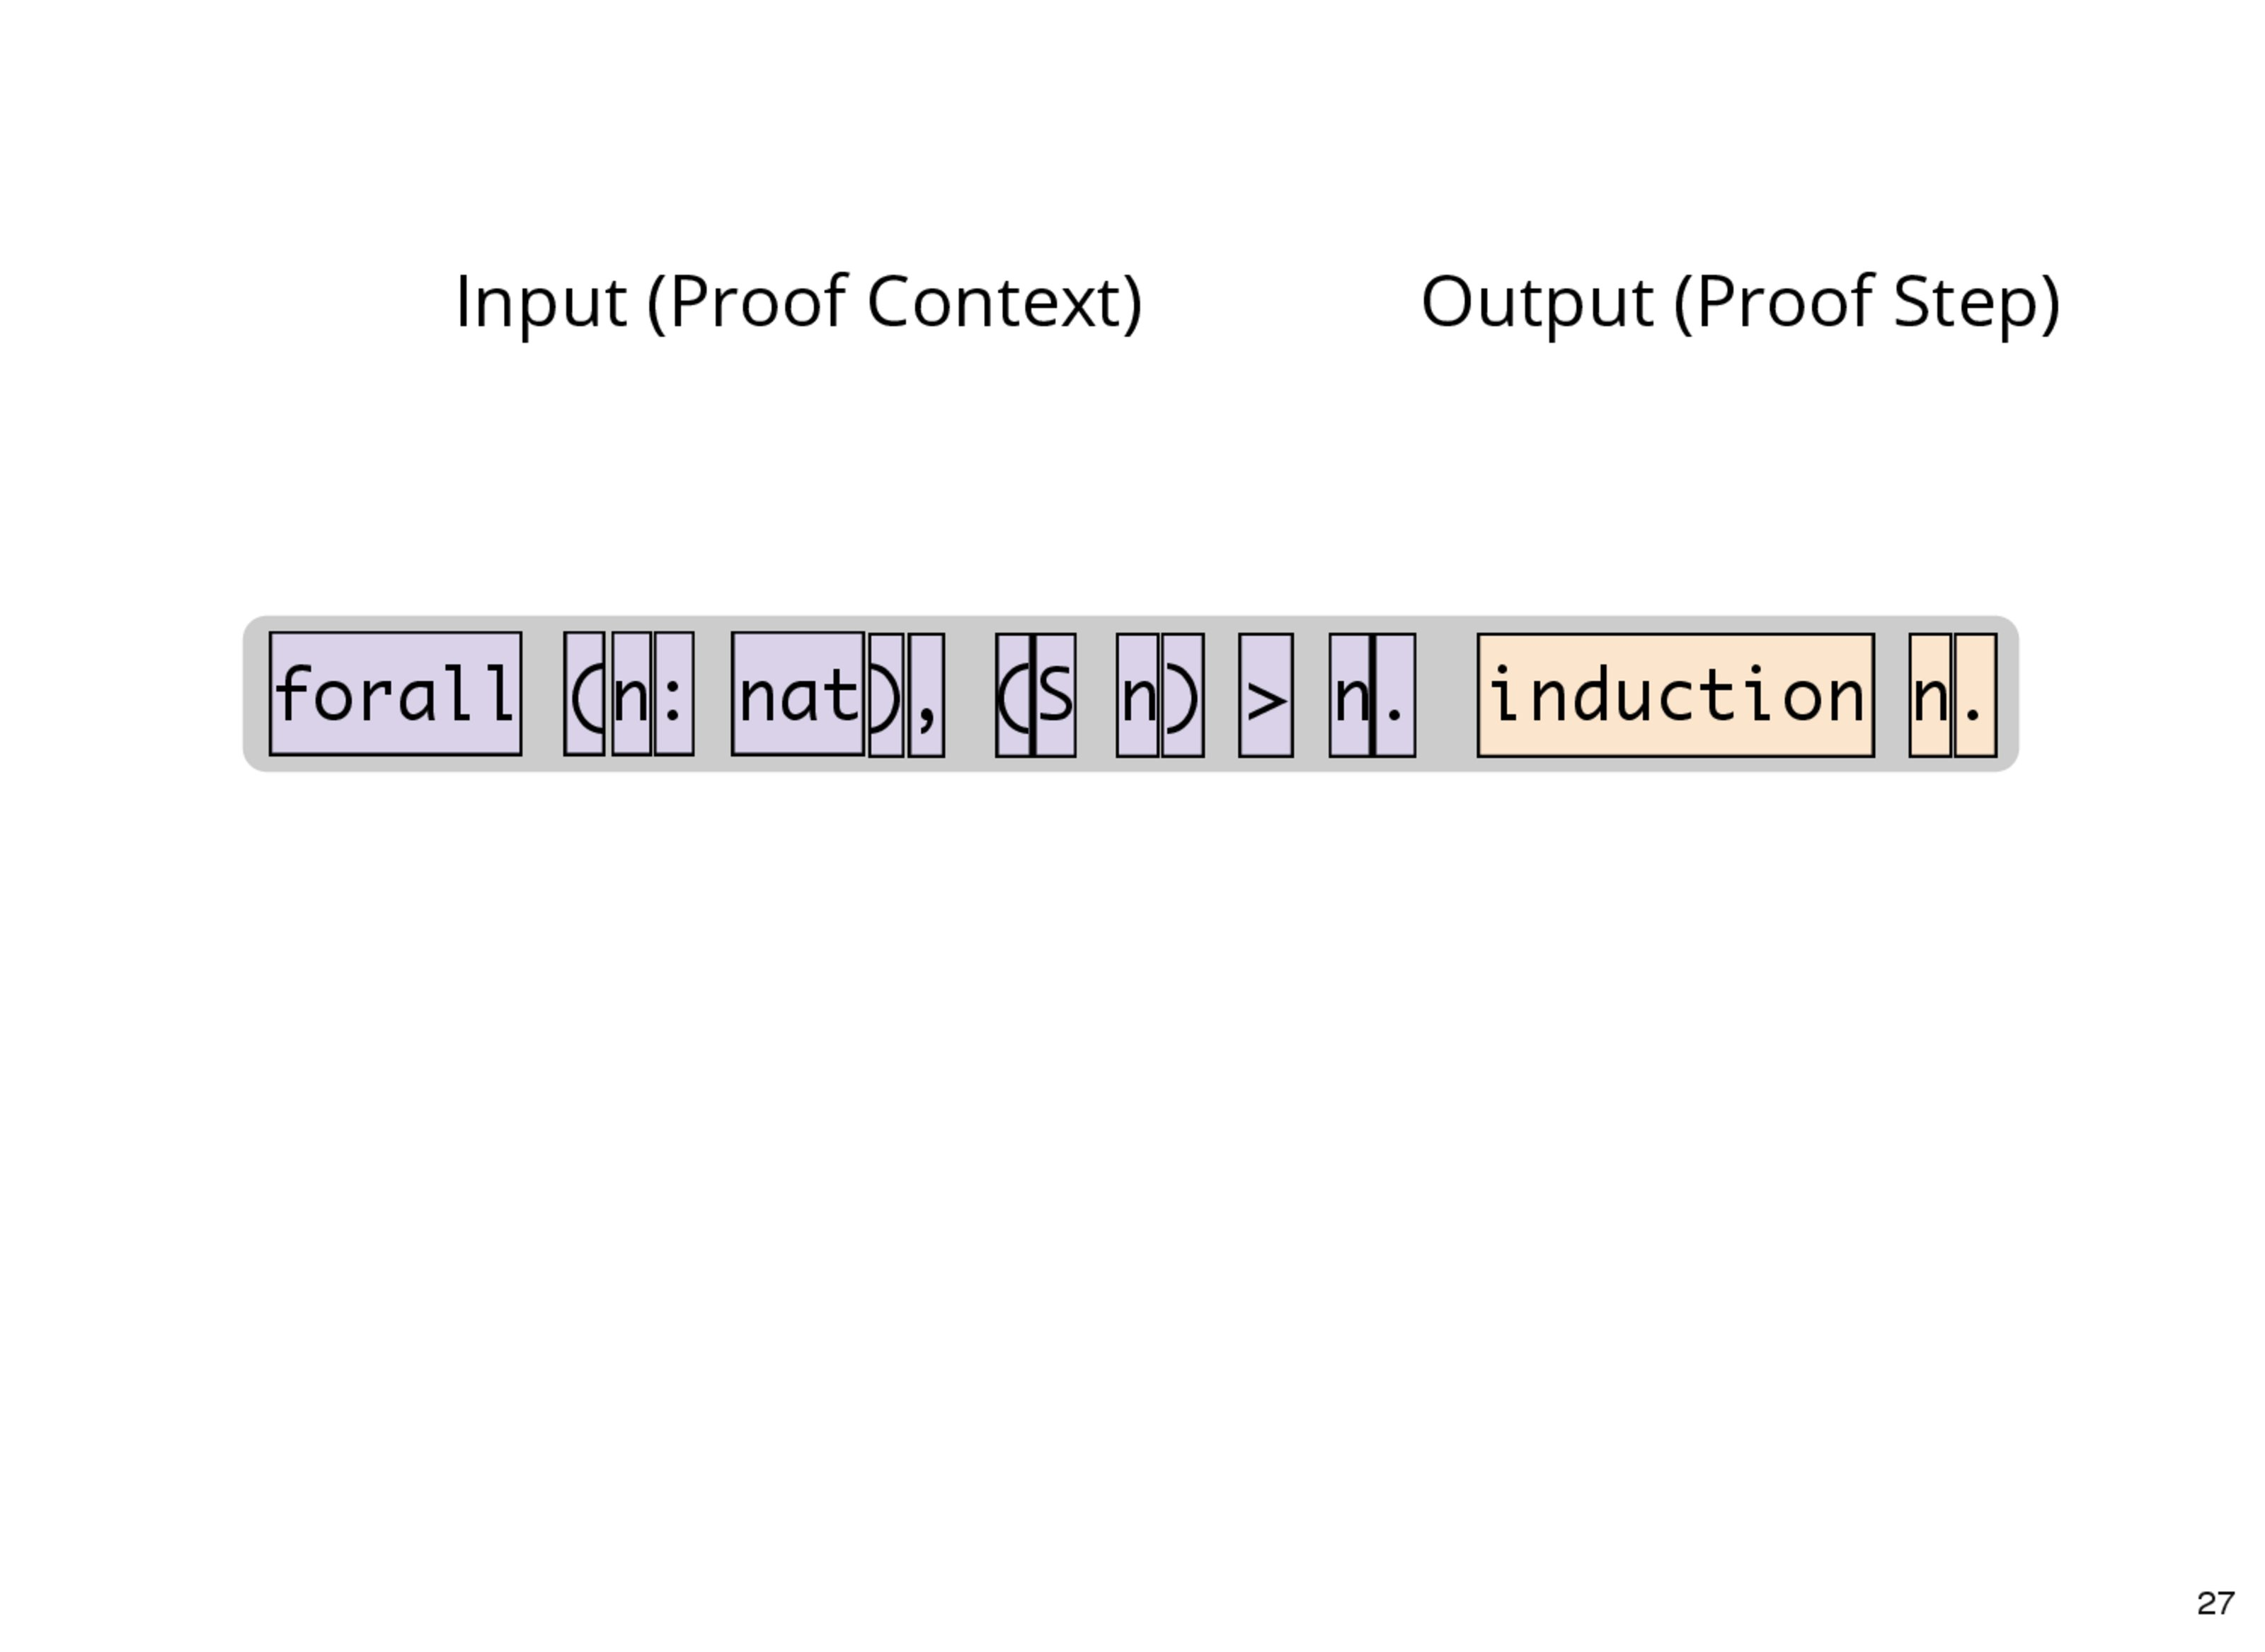 Input (Proof Context) Output (Proof Step)
forall (n: nat), (S n) > n. induction n.
27